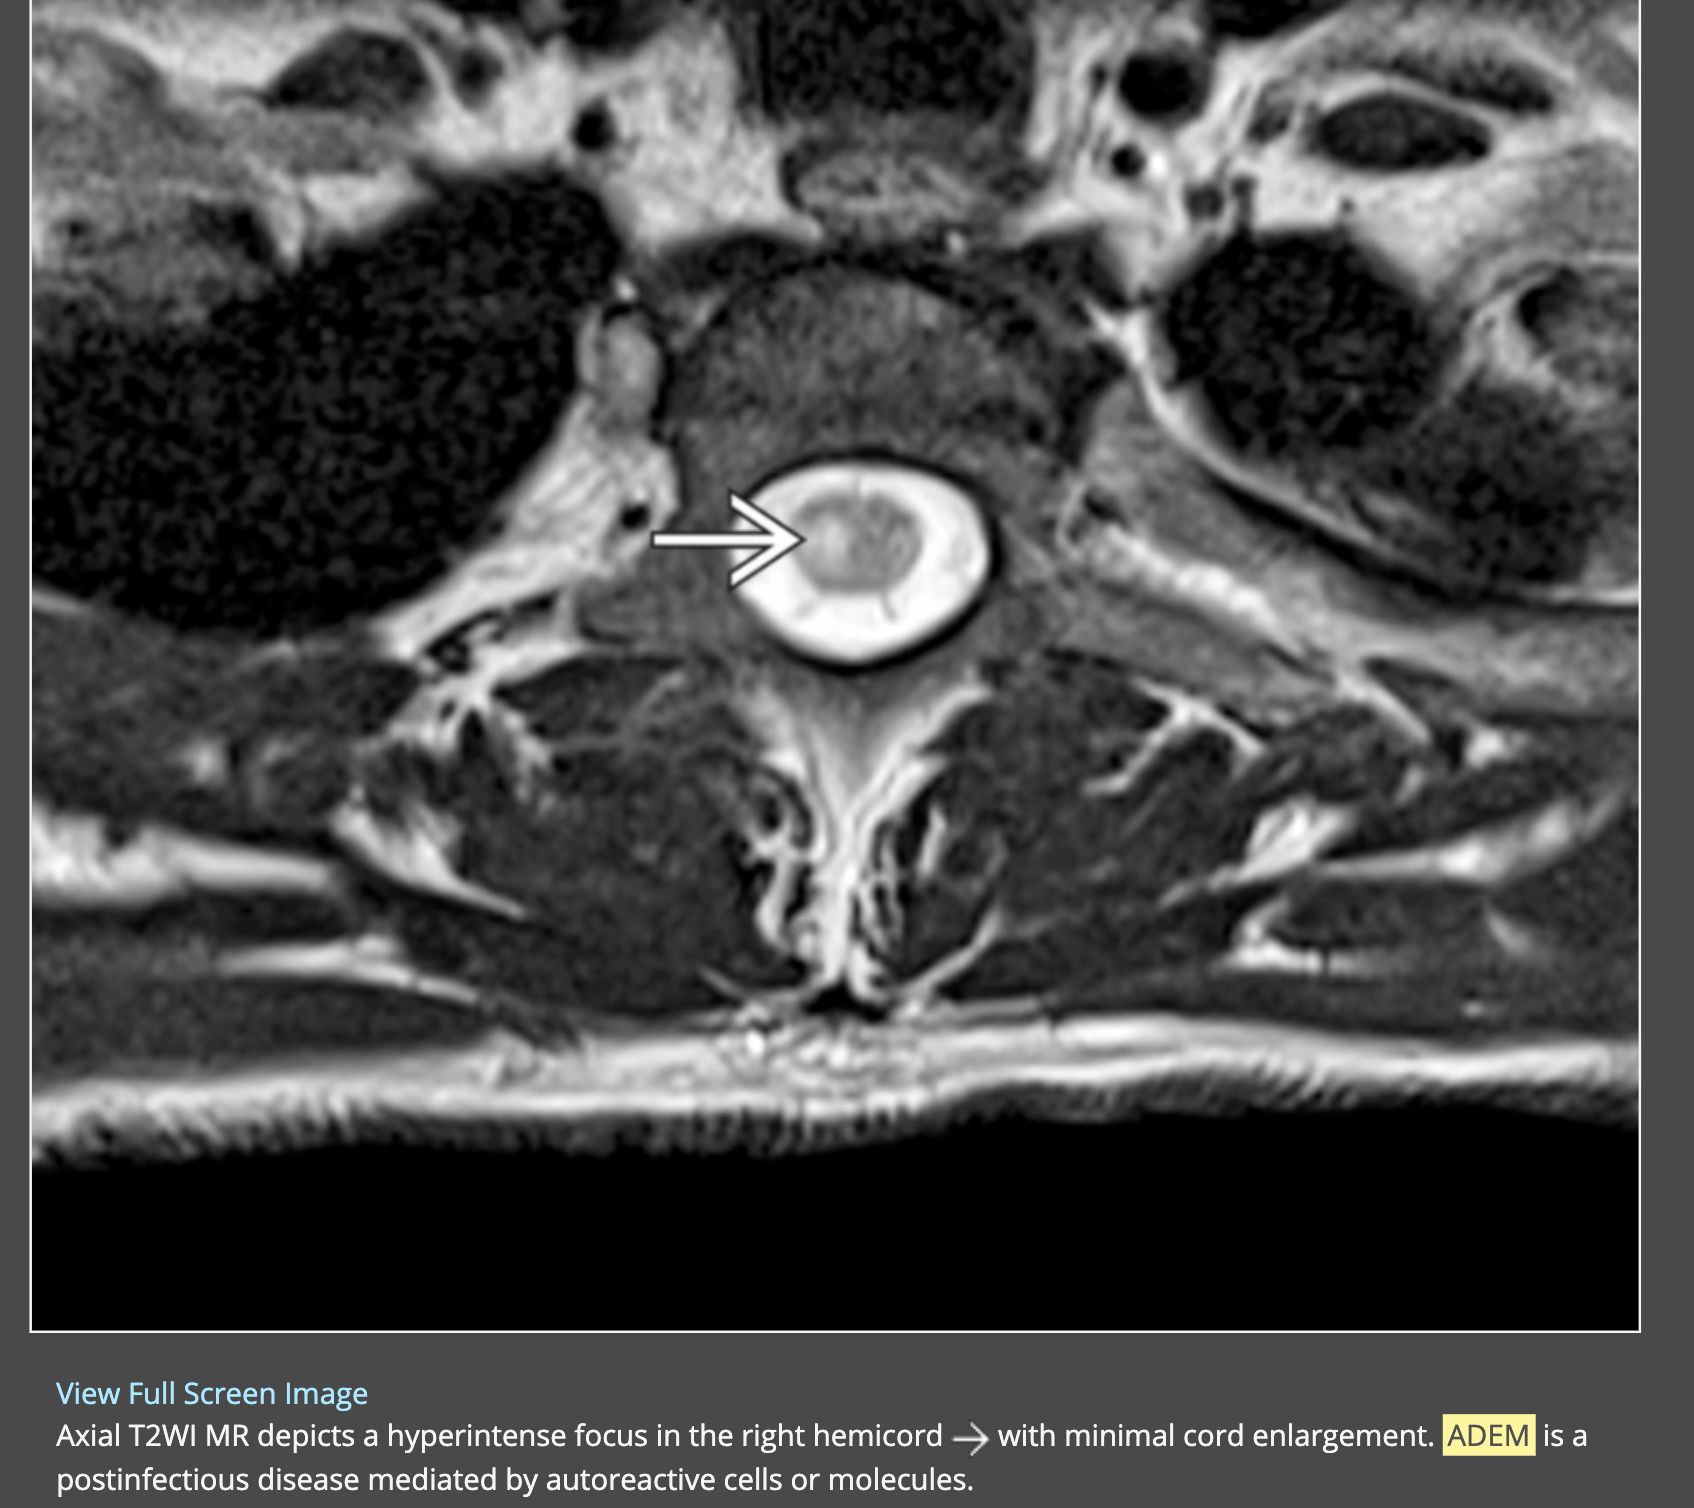 View Full Screen Image
Axial T2WI MR depicts a hyperintense focus in the right hemicord → with minimal cord enlargement. ADEM is a
postinfectious disease mediated by autoreactive cells or molecules.